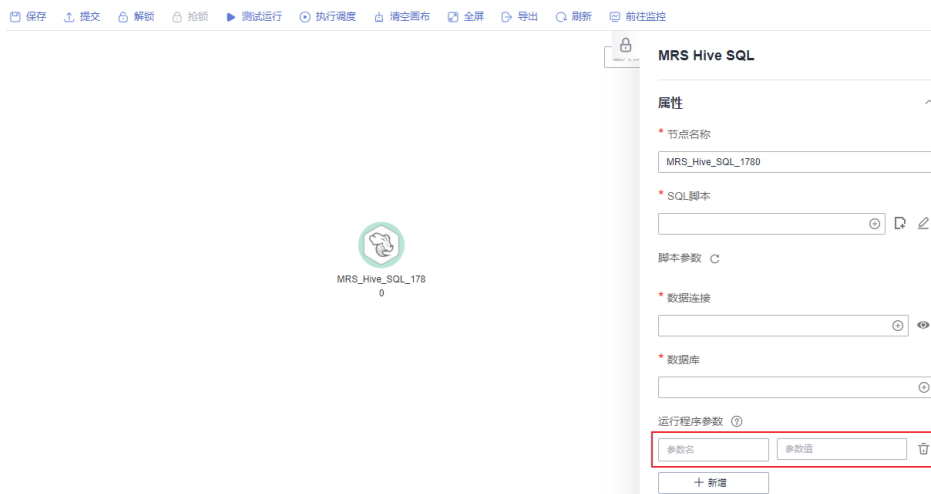 保存 提交 解锁 抢锁 测试运行 执行调度 清空画布 全屏 导出 刷新 前往监控
MRS Hive SQL
属性
* 节点名称
MRS_Hive_SQL_1780
* SQL脚本
脚本参数
* 数据连接
* 数据库
运行程序参数
参数名 参数值
新增
MRS_Hive_SQL_178
0